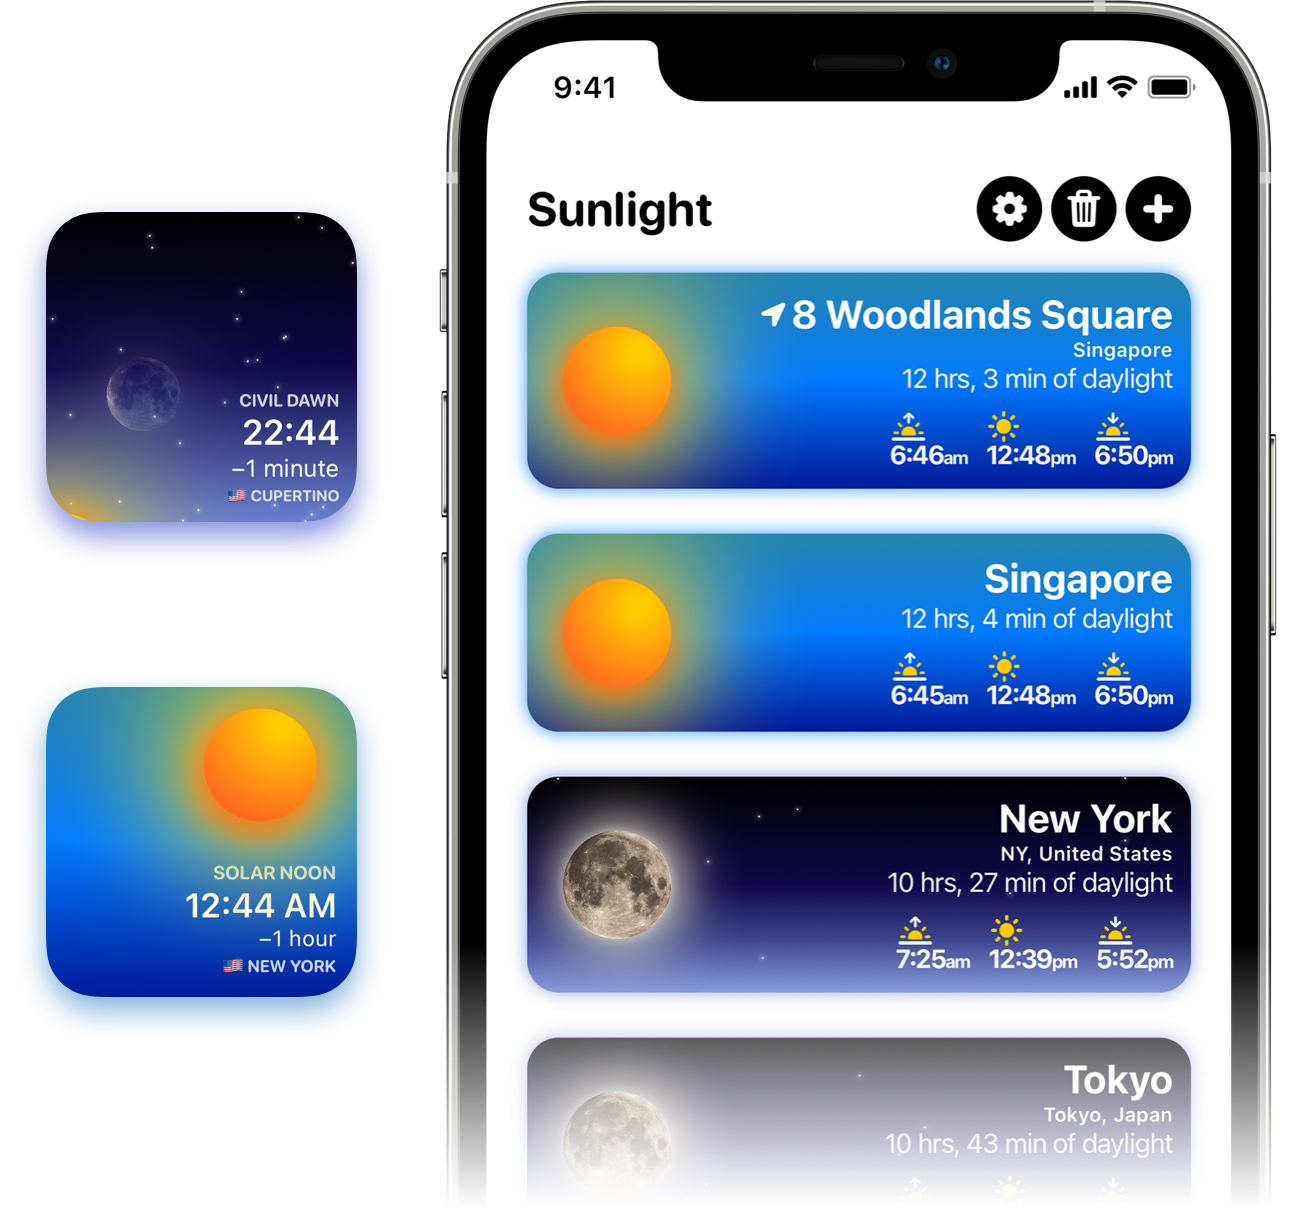 CIVIL DAWN
22:44
−1 minute
🇺🇸 CUPERTINO
SOLAR NOON
12:44 AM
−1 hour
🇺🇸 NEW YORK
9:41
Sunlight
8 Woodlands Square
Singapore
12 hrs, 3 min of daylight
6:46am 12:48pm 6:50pm
Singapore
12 hrs, 4 min of daylight
6:45am 12:48pm 6:50pm
New York
NY, United States
10 hrs, 27 min of daylight
7:25am 12:39pm 5:52pm
Tokyo
Tokyo, Japan
10 hrs, 43 min of daylight